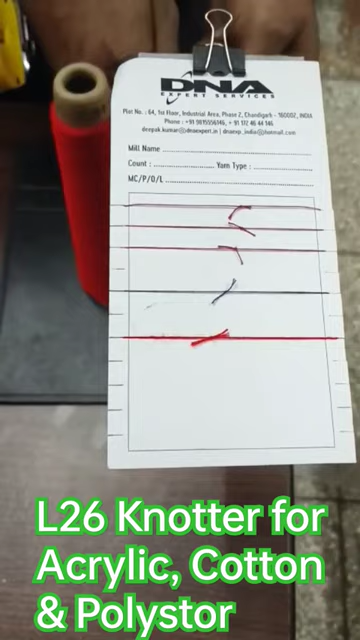 DNA
EXPERT SERVICES
Plot No. : 64, 1st Floor, Industrial Area, Phase 2, Chandigarh - 160002, INDIA
Phone : +91 9815556146, + 91 172 46 44 146
deepak.kumar@dnaexpert.in | dnaexp_india@hotmail.com
Mill Name
Count : Yarn Type :
MC/P/O/L
L26 Knotter for
Acrylic, Cotton
& Polystor